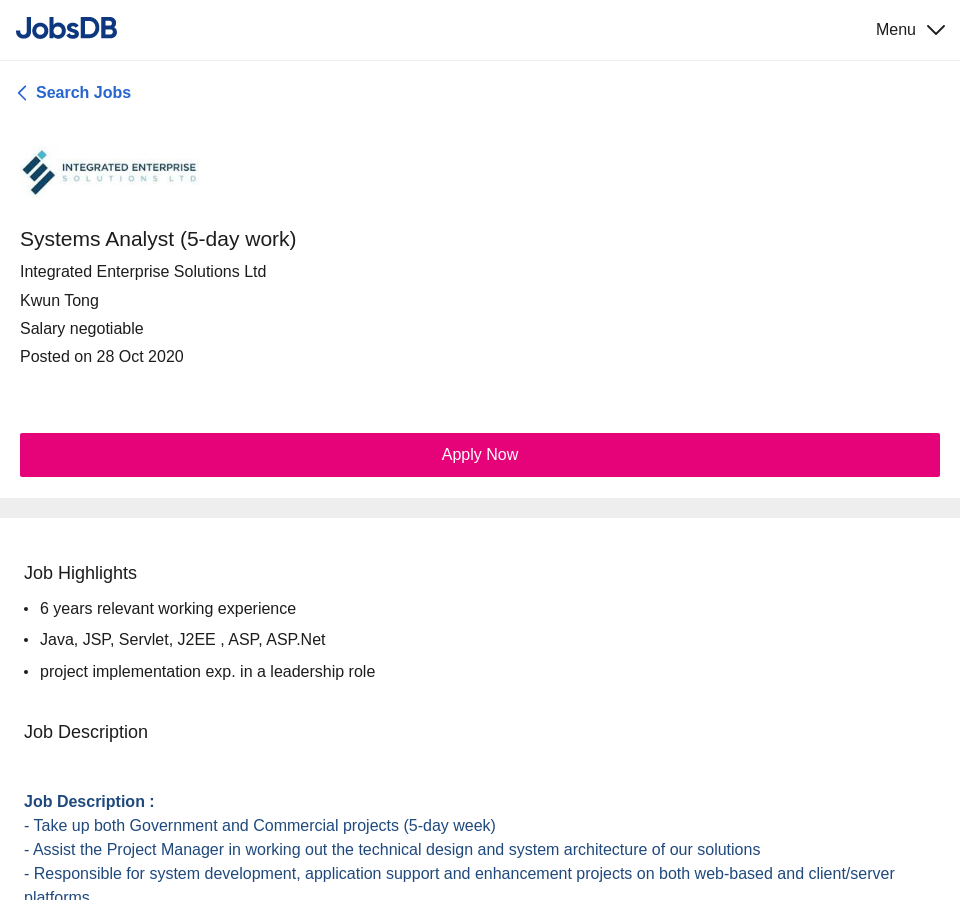 JobsDB
Menu
Search Jobs
INTEGRATED ENTERPRISE
SOLUTIONS LTD
Systems Analyst (5-day work)
Integrated Enterprise Solutions Ltd
Kwun Tong
Salary negotiable
Posted on 28 Oct 2020
Apply Now
Job Highlights
• 6 years relevant working experience
• Java, JSP, Servlet, J2EE , ASP, ASP.Net
• project implementation exp. in a leadership role
Job Description
Job Description :
- Take up both Government and Commercial projects (5-day week)
- Assist the Project Manager in working out the technical design and system architecture of our solutions
- Responsible for system development, application support and enhancement projects on both web-based and client/server
platforms